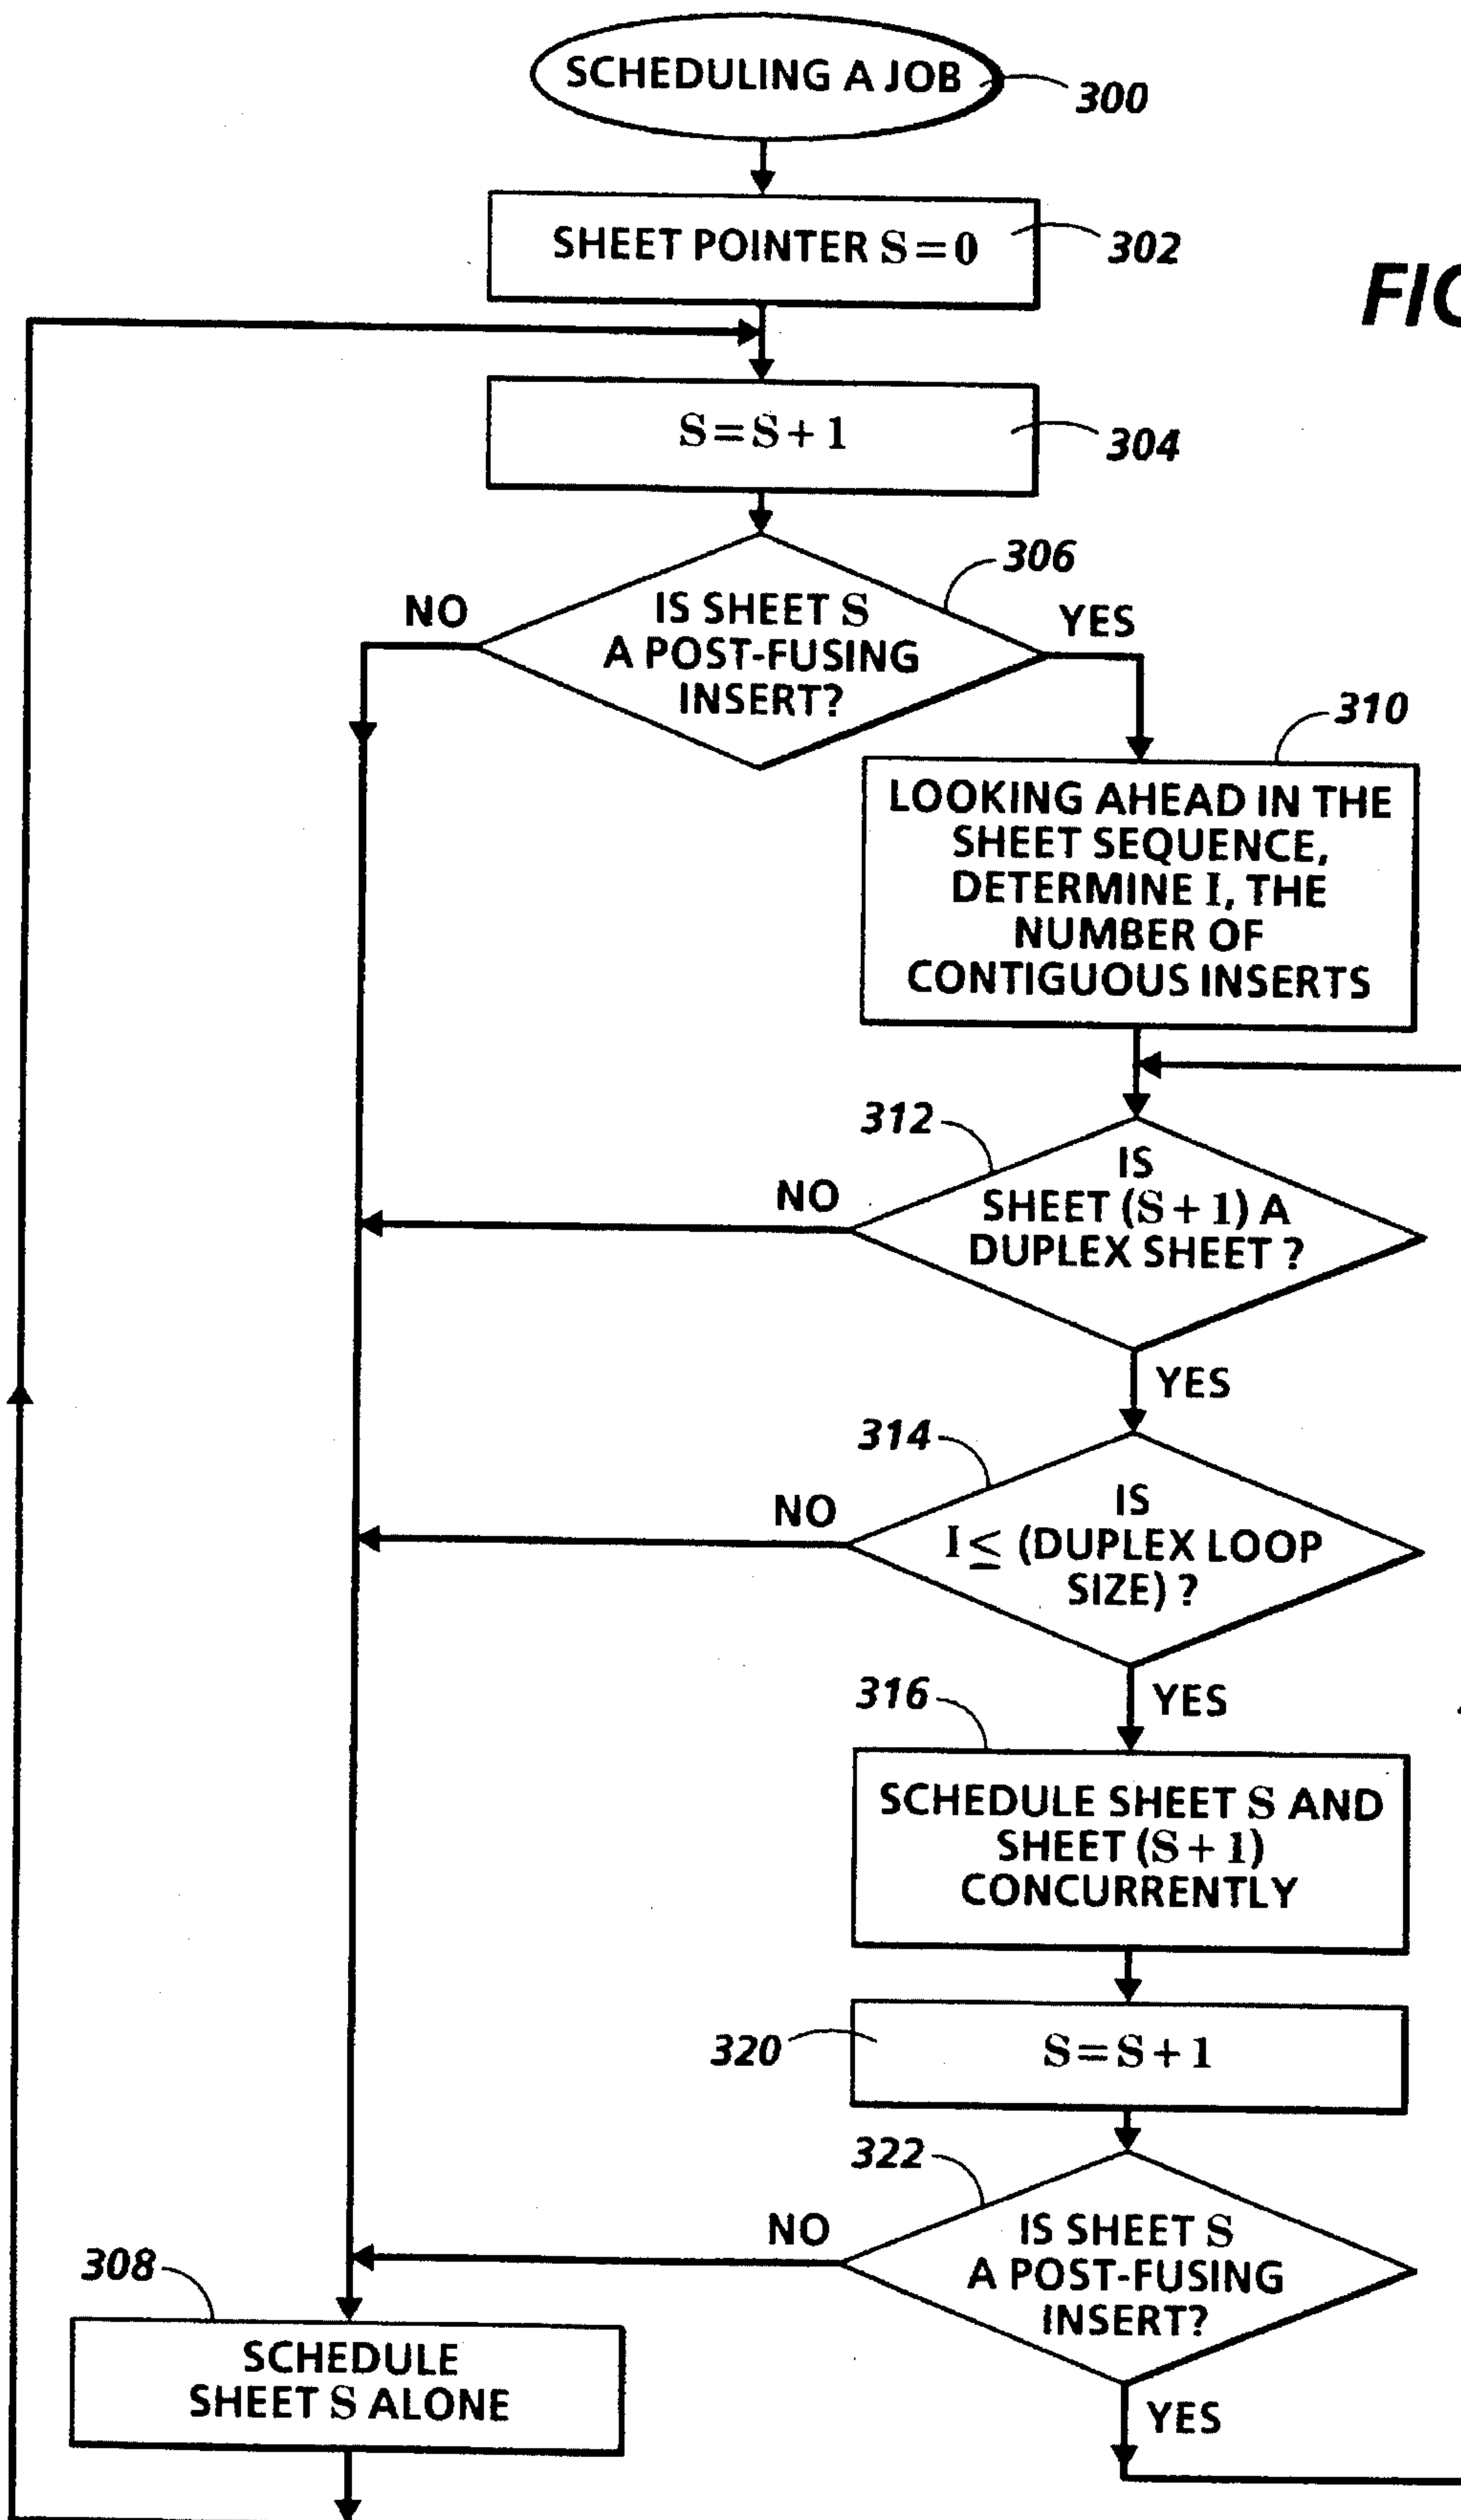 SCHEDULING A JOB
300
SHEET POINTER S=0
302
FIG
S=S+1
304
306
NO
IS SHEET S
A POST-FUSING
INSERT?
YES
310
LOOKING AHEAD IN THE
SHEET SEQUENCE,
DETERMINE I, THE
NUMBER OF
CONTIGUOUS INSERTS
312
NO
IS
SHEET (S+1) A
DUPLEX SHEET ?
YES
314
NO
IS
I ≤ (DUPLEX LOOP
SIZE) ?
YES
316
SCHEDULE SHEET S AND
SHEET (S+1)
CONCURRENTLY
320
S=S+1
322
NO
IS SHEET S
A POST-FUSING
INSERT?
YES
308
SCHEDULE
SHEET S ALONE